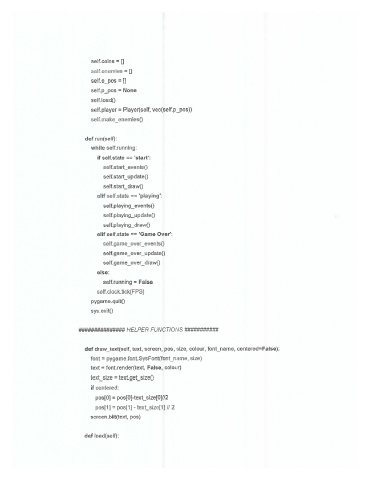 self.coins = []
self.enemies = []
self.e_pos = []
self.p_pos = None
self.load()
self.player = Player(self, vec(self.p_pos))
self.make_enemies()
def run(self):
while self.running:
if self.state == 'start':
self.start_events()
self.start_update()
self.start_draw()
elif self.state == 'playing':
self.playing_events()
self.playing_update()
self.playing_draw()
elif self.state == 'Game Over':
self.game_over_events()
self.game_over_update()
self.game_over_draw()
else:
self.running = False
self.clock.tick(FPS)
pygame.quit()
sys.exit()
############### HELPER FUNCTIONS ###########
def draw_text(self, text, screen, pos, size, colour, font_name, centered=False):
font = pygame.font.SysFont(font_name, size)
text = font.render(text, False, colour)
text_size = text.get_size()
if centered:
pos[0] = pos[0]-text_size[0]//2
pos[1] = pos[1] - text_size[1] // 2
screen.blit(text, pos)
def load(self):